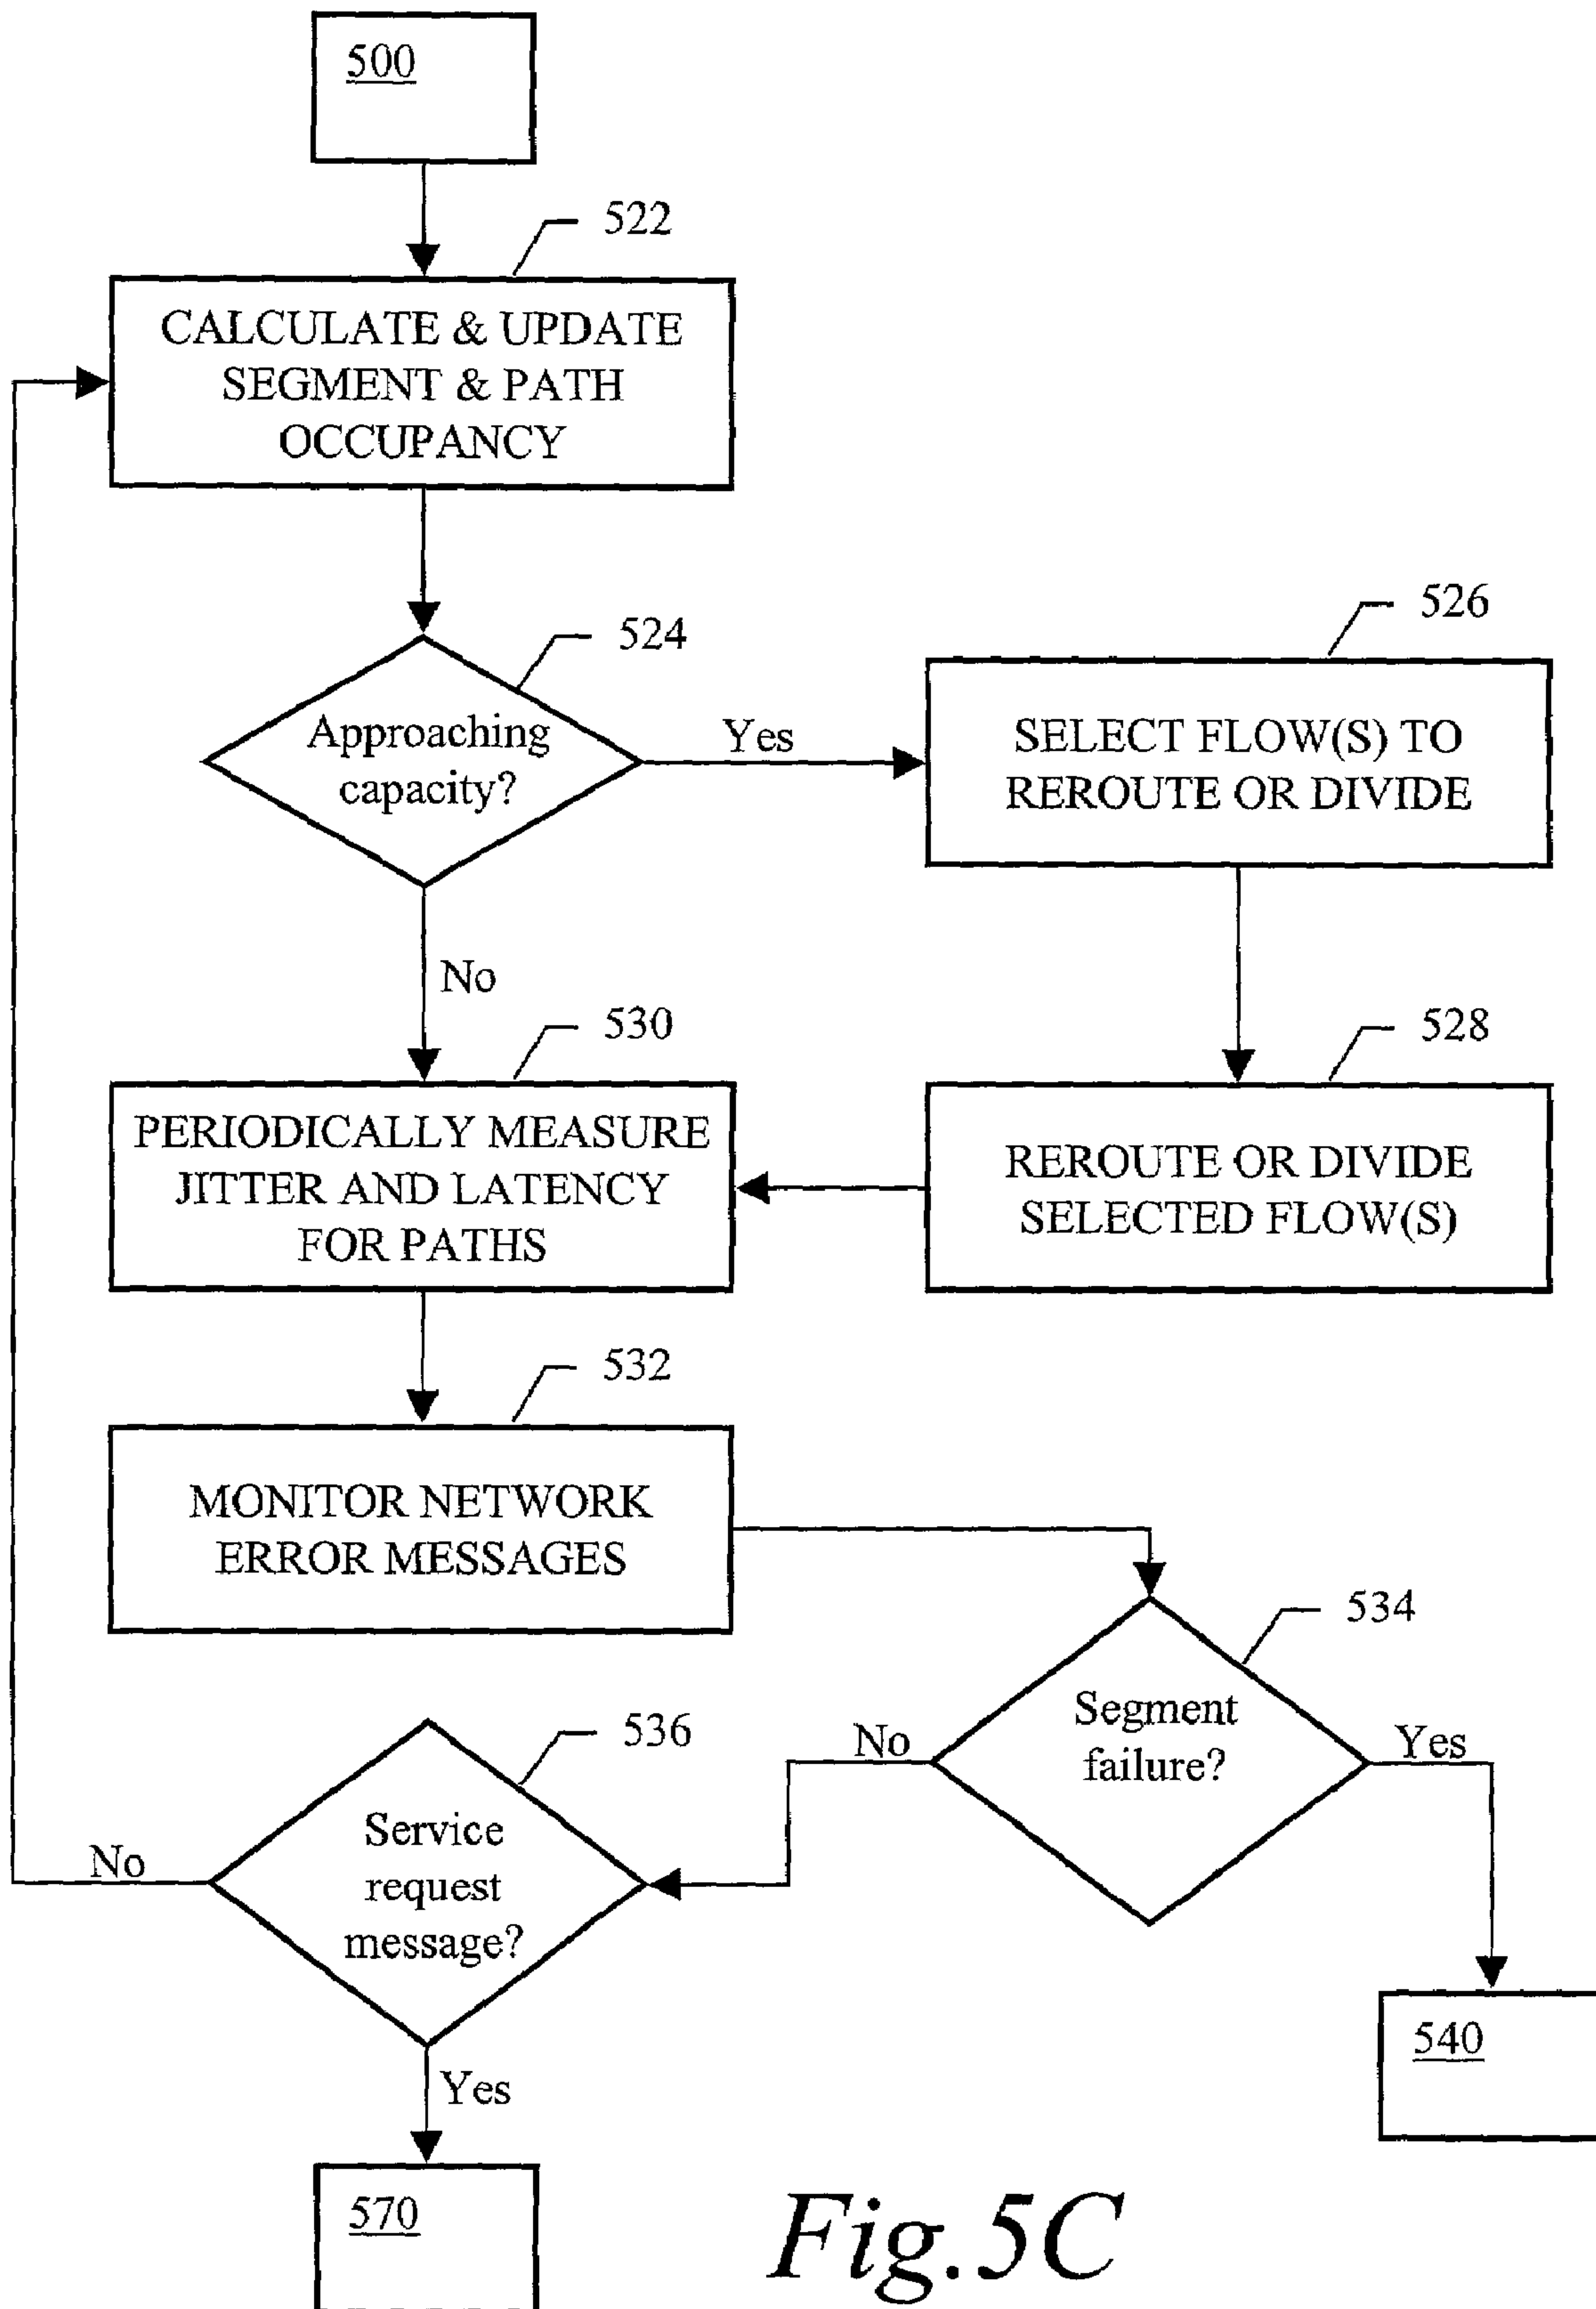 500
522
CALCULATE & UPDATE
SEGMENT & PATH
OCCUPANCY
524
Approaching
capacity?
Yes
526
SELECT FLOW(S) TO
REROUTE OR DIVIDE
No
530
528
PERIODICALLY MEASURE
JITTER AND LATENCY
FOR PATHS
REROUTE OR DIVIDE
SELECTED FLOW(S)
532
MONITOR NETWORK
ERROR MESSAGES
534
Segment
failure?
No
Yes
536
Service
request
message?
No
Yes
540
570
Fig.5C